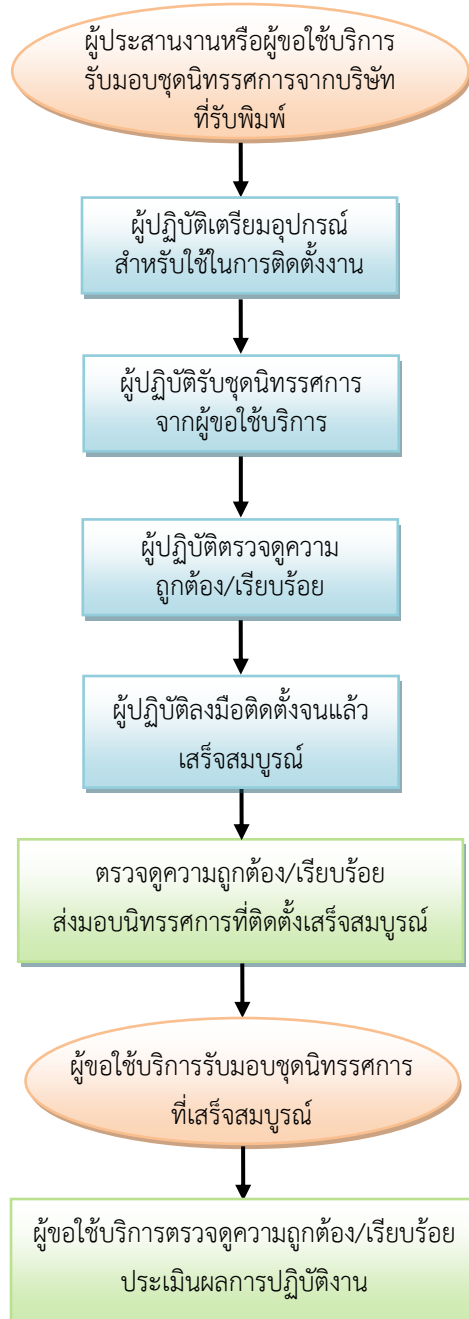 ผู้ประสานงานหรือผู้ขอใช้บริการ
รับมอบชุดนิทรรศการจากบริษัท
ที่รับพิมพ์
ผู้ปฏิบัติเตรียมอุปกรณ์
สำหรับใช้ในการติดตั้งงาน
ผู้ปฏิบัติรับชุดนิทรรศการ
จากผู้ขอใช้บริการ
ผู้ปฏิบัติตรวจดูความ
ถูกต้อง/เรียบร้อย
ผู้ปฏิบัติลงมือติดตั้งจนแล้ว
เสร็จสมบูรณ์
ตรวจดูความถูกต้อง/เรียบร้อย
ส่งมอบนิทรรศการที่ติดตั้งเสร็จสมบูรณ์
ผู้ขอใช้บริการรับมอบชุดนิทรรศการ
ที่เสร็จสมบูรณ์
ผู้ขอใช้บริการตรวจดูความถูกต้อง/เรียบร้อย
ประเมินผลการปฏิบัติงาน